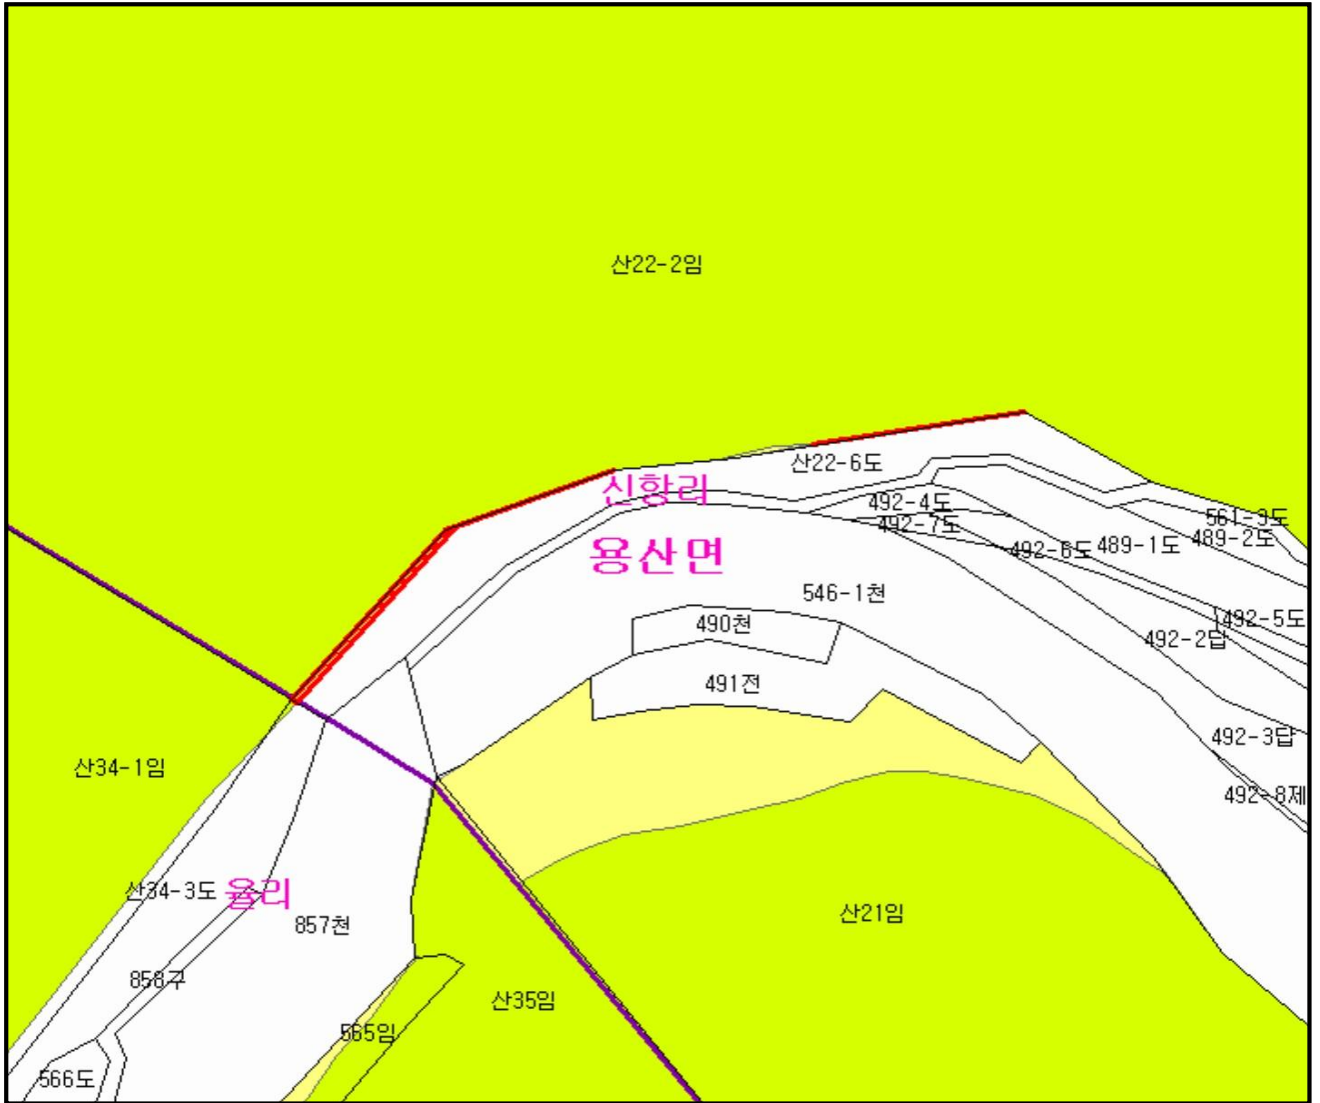 산22-2임
산22-6도
신항리
492-4도
561-3도
492-7도
489-2도
489-1도
492-6도
용산면
546-1천
490천
492-5도
492-2답
491전
492-3답
산34-1임
492-8제
산34-3도
율리
산21임
857천
858구
산35임
565임
566도